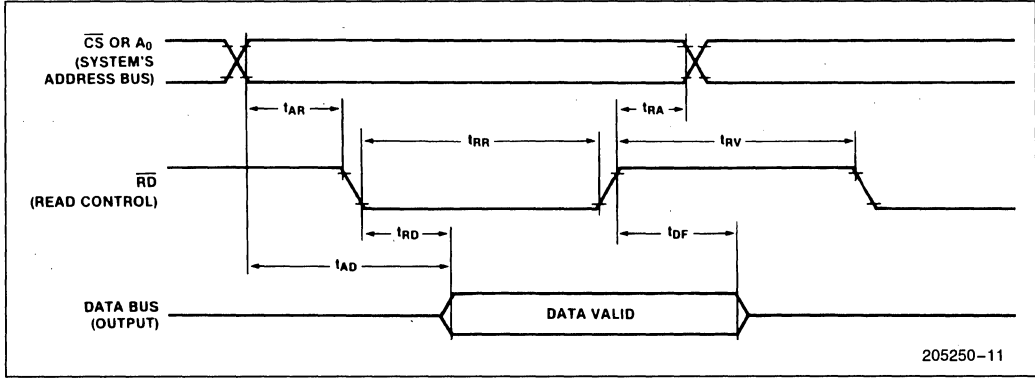 CS OR A0
(SYSTEM'S
ADDRESS BUS)
tAR
tRA
tRR
tRV
RD
(READ CONTROL)
tRD
tDF
tAD
DATA BUS
(OUTPUT)
DATA VALID
205250-11